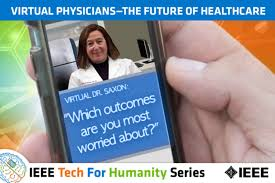 VIRTUAL PHYSICIANS–THE FUTURE OF HEALTHCARE
VIRTUAL DR. SAXON:
"Which outcomes
are you most
worried about?"
IEEE Tech For Humanity Series
IEEE